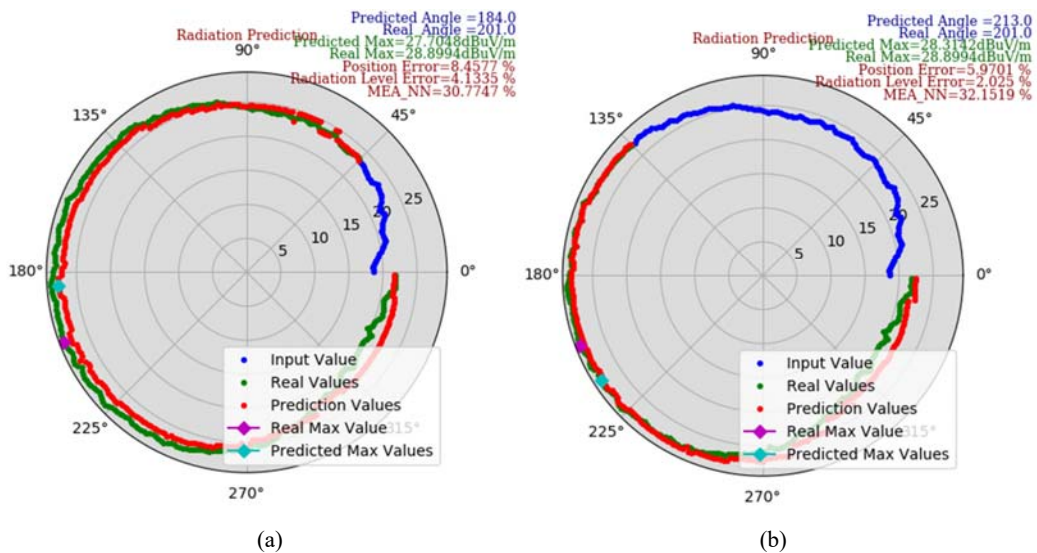 Predicted Angle =184.0
Real Angle =201.0
Radiation Prediction
Predicted Max=27.7048dBuV/m
Real Max=28.8994dBuV/m
Position Error=8.4577 %
Radiation Level Error=4.1335 %
MEA_NN=30.7747 %
90°
135°
45°
25
20
15
10
5
180°
0°
Input Value
Real Values
Prediction Values
Real Max Value
Predicted Max Values
225°
315°
270°
(a)
Predicted Angle =213.0
Real Angle =201.0
Radiation Prediction
Predicted Max=28.3142dBuV/m
Real Max=28.8994dBuV/m
Position Error=5.9701 %
Radiation Level Error=2.025 %
MEA_NN=32.1519 %
90°
135°
45°
25
20
15
10
5
180°
0°
Input Value
Real Values
Prediction Values
Real Max Value
Predicted Max Values
225°
315°
270°
(b)